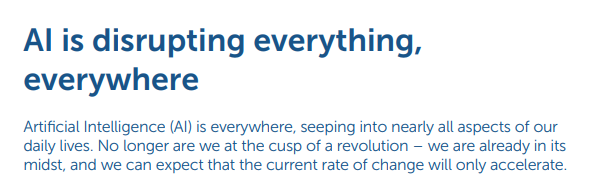 AI is disrupting everything,
everywhere
Artificial Intelligence (AI) is everywhere, seeping into nearly all aspects of our
daily lives. No longer are we at the cusp of a revolution – we are already in its
midst, and we can expect that the current rate of change will only accelerate.